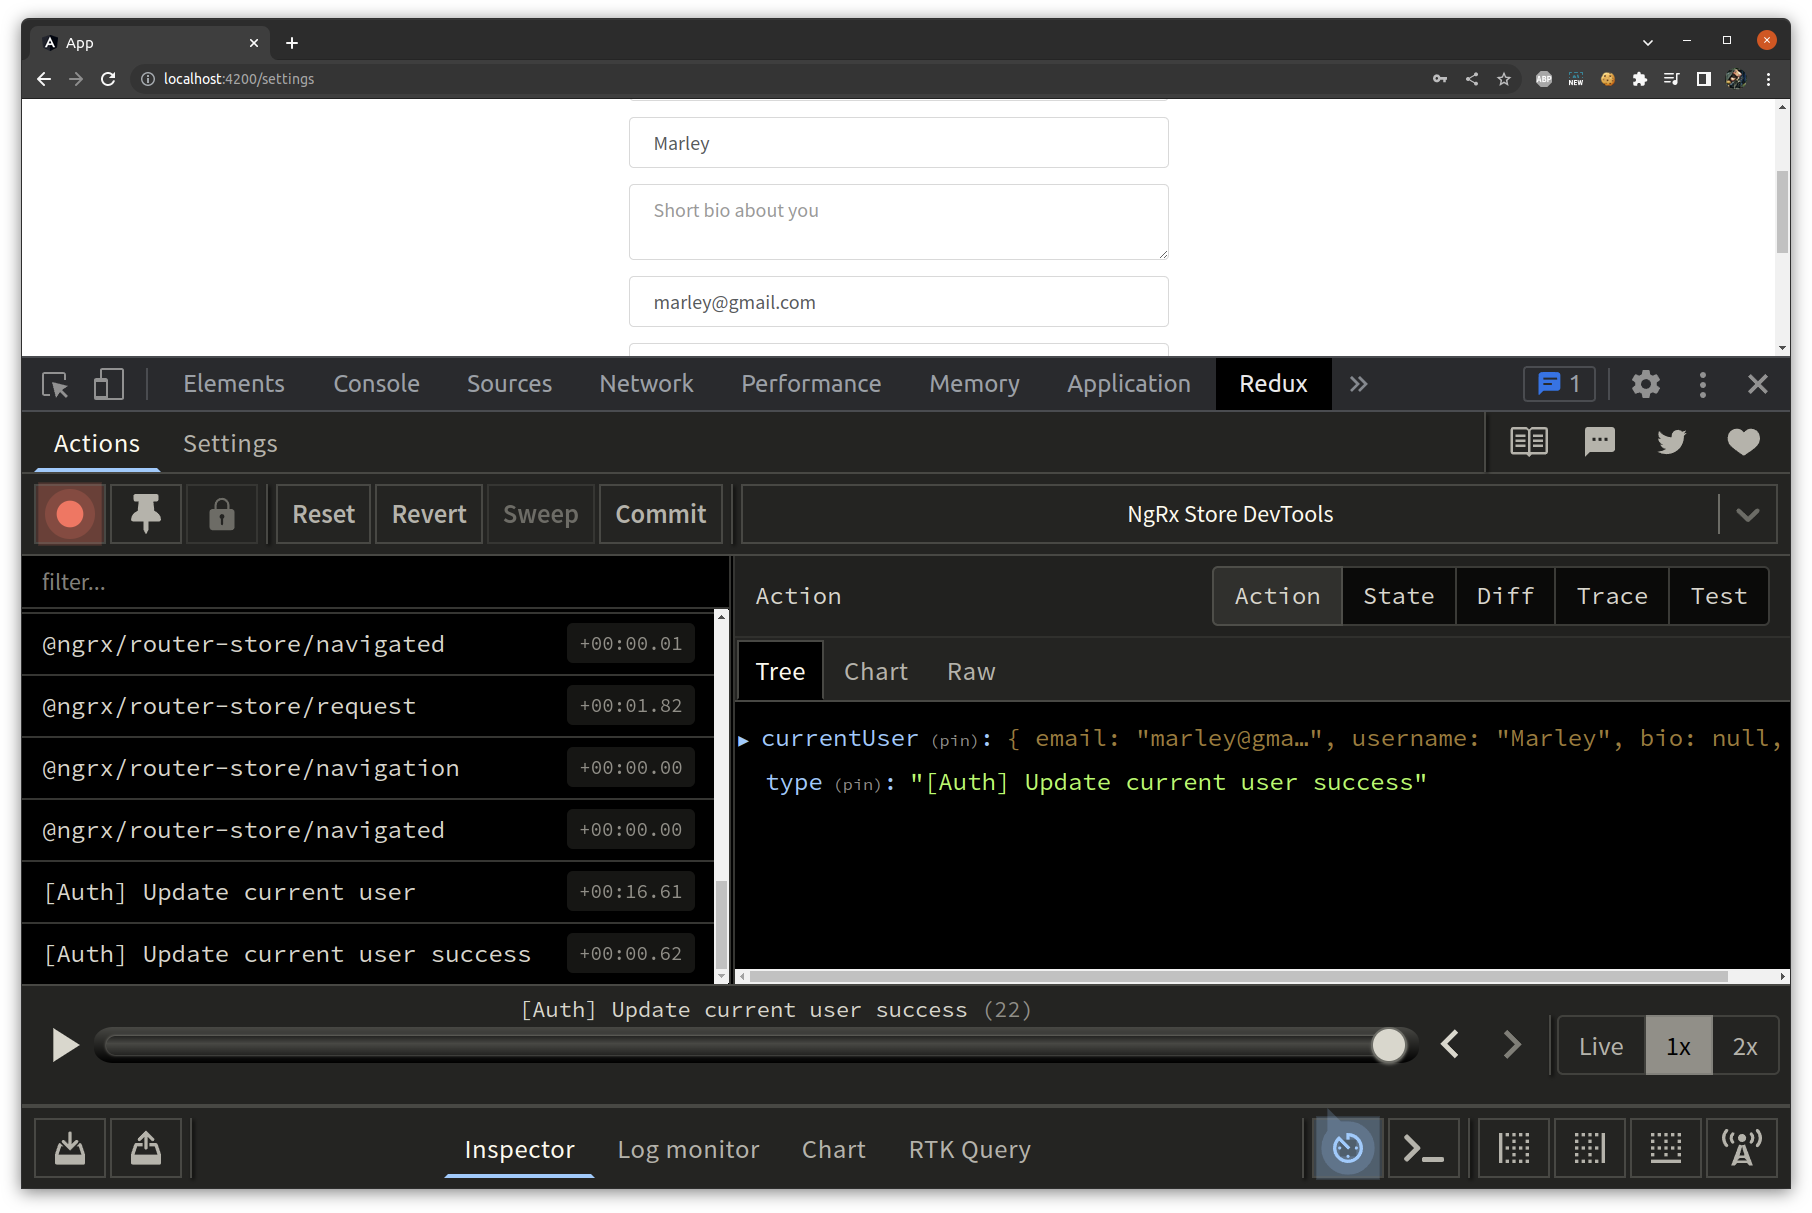 App
localhost:4200/settings
ABP
NEW
Marley
Short bio about you
marley@gmail.com
Elements Console Sources Network Performance Memory Application Redux 1
Actions Settings
Reset Revert Sweep Commit NgRx Store DevTools
filter...
Action Action State Diff Trace Test
@ngrx/router-store/navigated +00:00.01
@ngrx/router-store/request +00:01.82
@ngrx/router-store/navigation +00:00.00
@ngrx/router-store/navigated +00:00.00
[Auth] Update current user +00:16.61
[Auth] Update current user success +00:00.62
Tree Chart Raw
currentUser (pin): { email: "marley@gma…", username: "Marley", bio: null,
type (pin): "[Auth] Update current user success"
[Auth] Update current user success (22)
Live 1x 2x
Inspector Log monitor Chart RTK Query